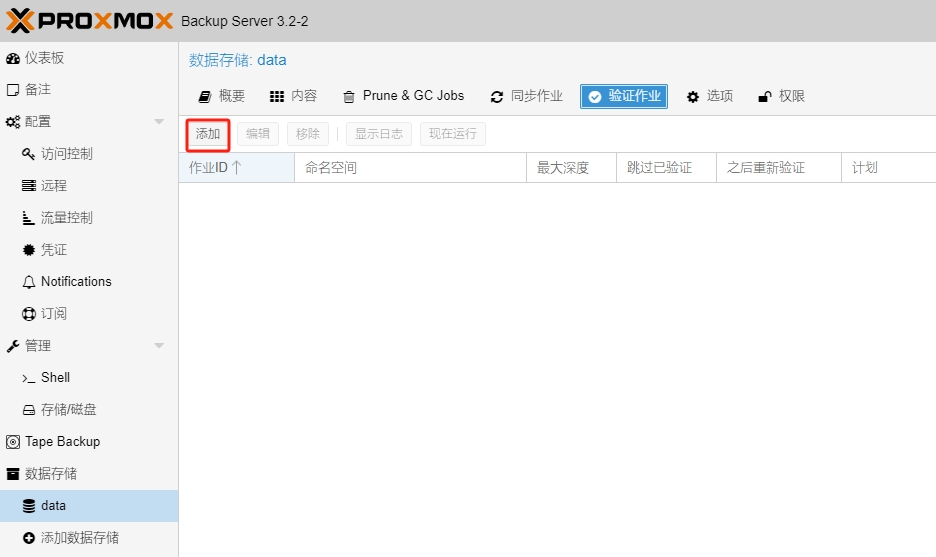 PROXMOX Backup Server 3.2-2
仪表板
备注
配置
访问控制
远程
流量控制
凭证
Notifications
订阅
管理
Shell
存储/磁盘
Tape Backup
数据存储
data
添加数据存储
数据存储: data
概要 内容 Prune & GC Jobs 同步作业 验证作业 选项 权限
添加 编辑 移除 显示日志 现在运行
作业ID↑ 命名空间 最大深度 跳过已验证 之后重新验证 计划